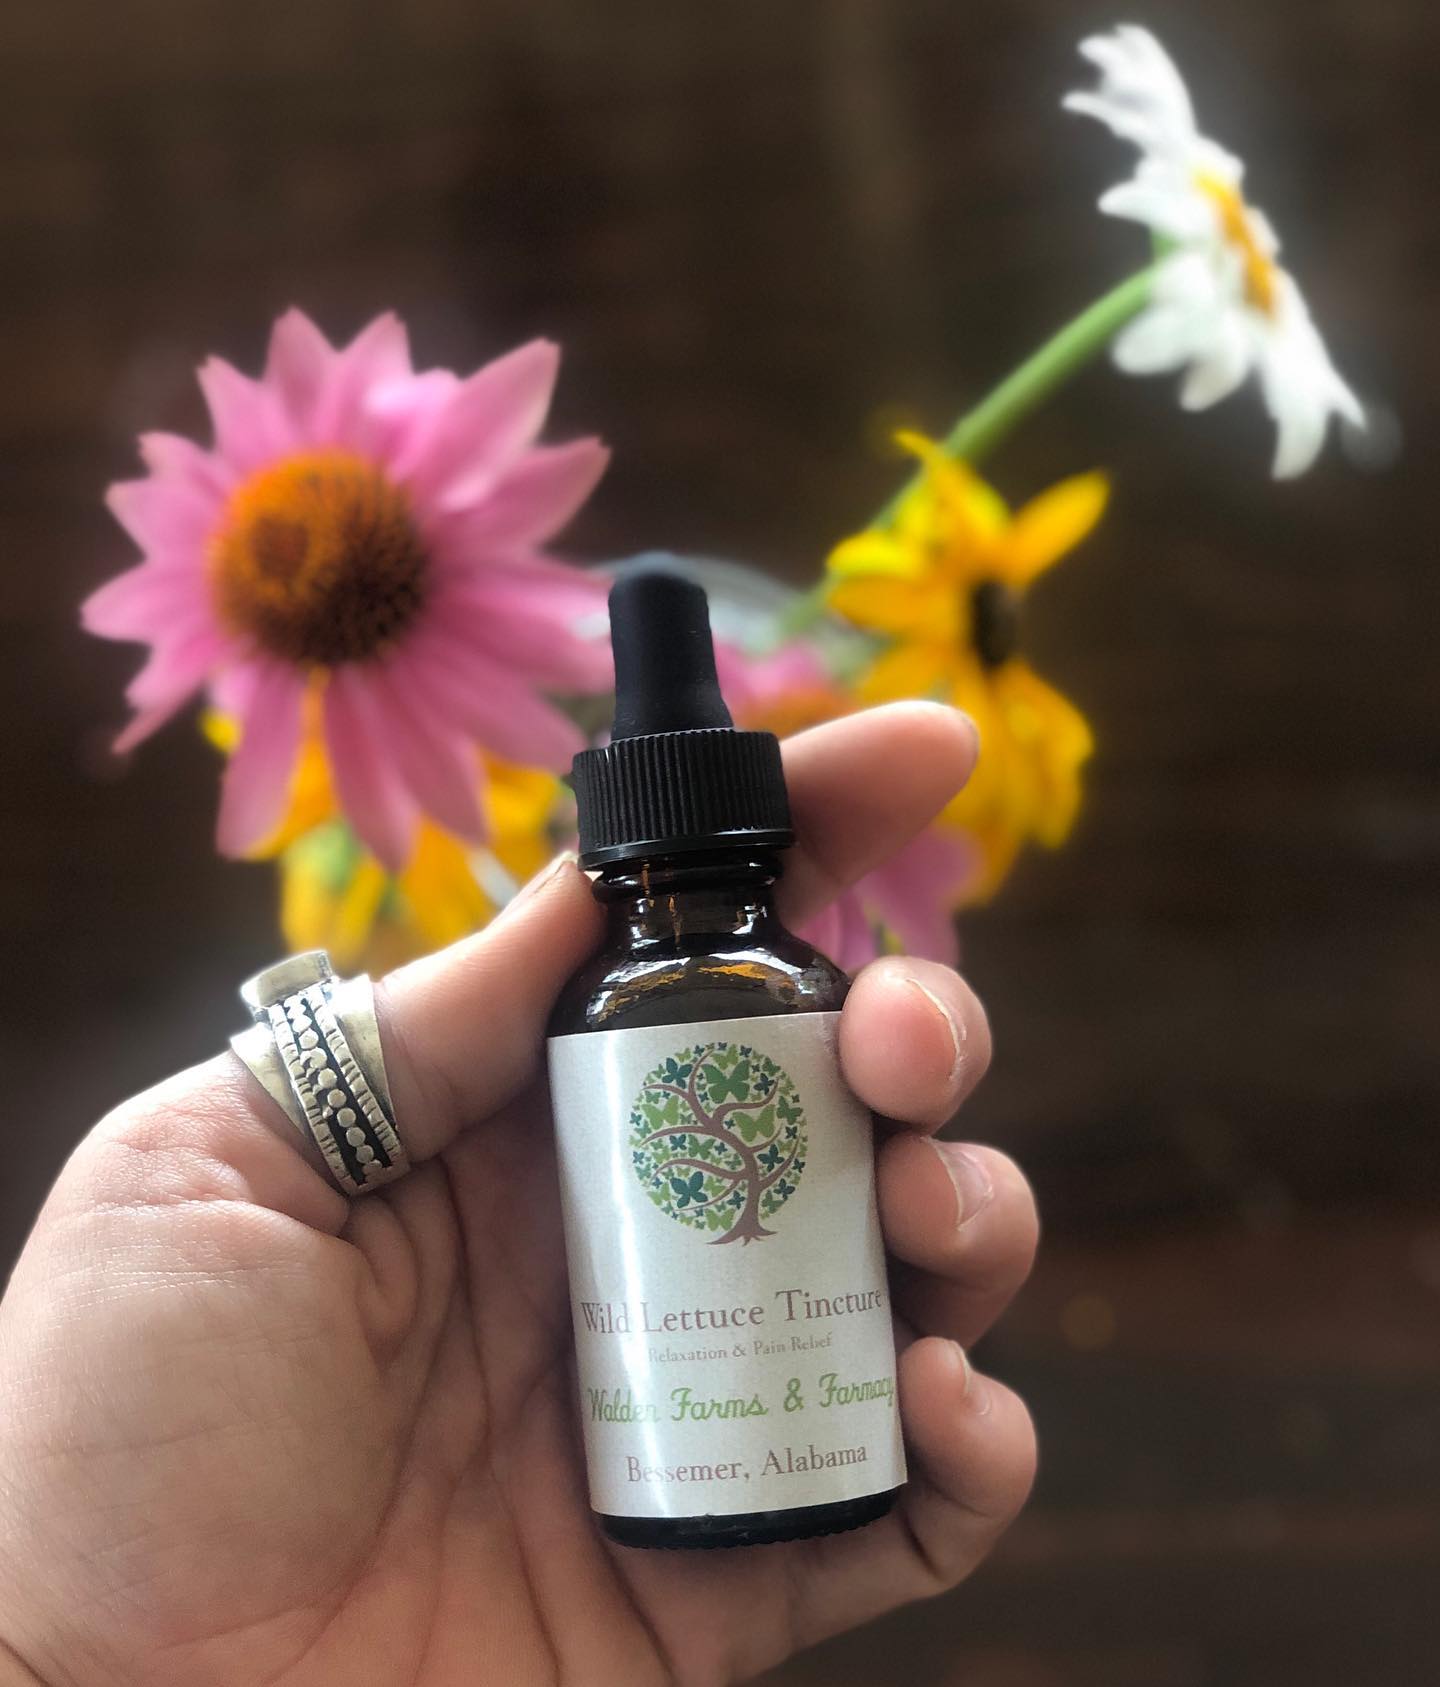 Wild Lettuce Tincture
Relaxation & Pain Relief
Walden Farms & Farmacy
Bessemer, Alabama